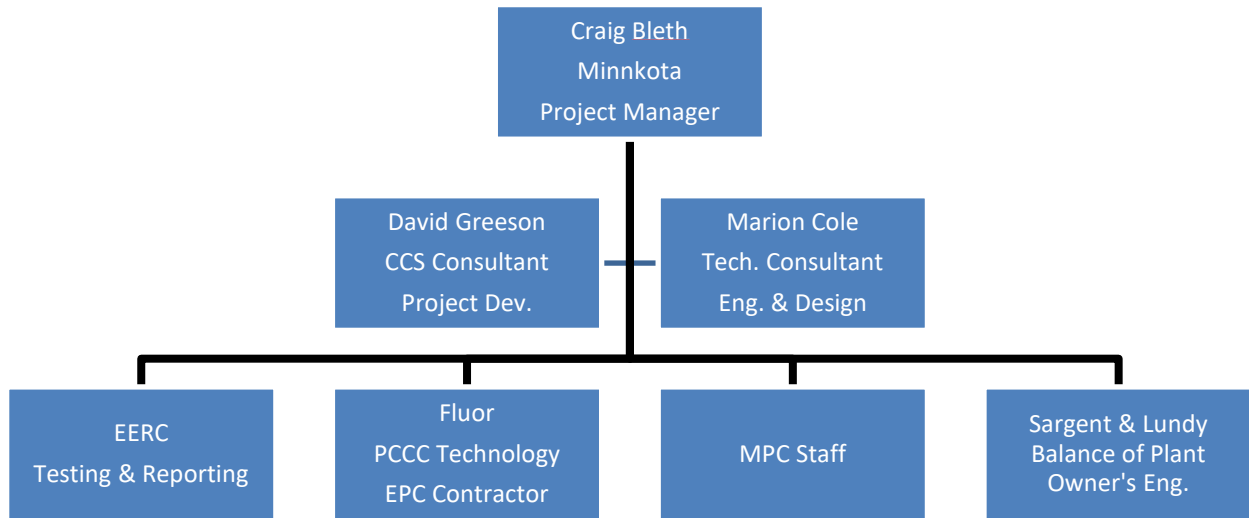 Craig Bleth
Minnkota
Project Manager
David Greeson
CCS Consultant
Project Dev.
Marion Cole
Tech. Consultant
Eng. & Design
EERC
Testing & Reporting
Fluor
PCCC Technology
EPC Contractor
MPC Staff
Sargent & Lundy
Balance of Plant
Owner's Eng.